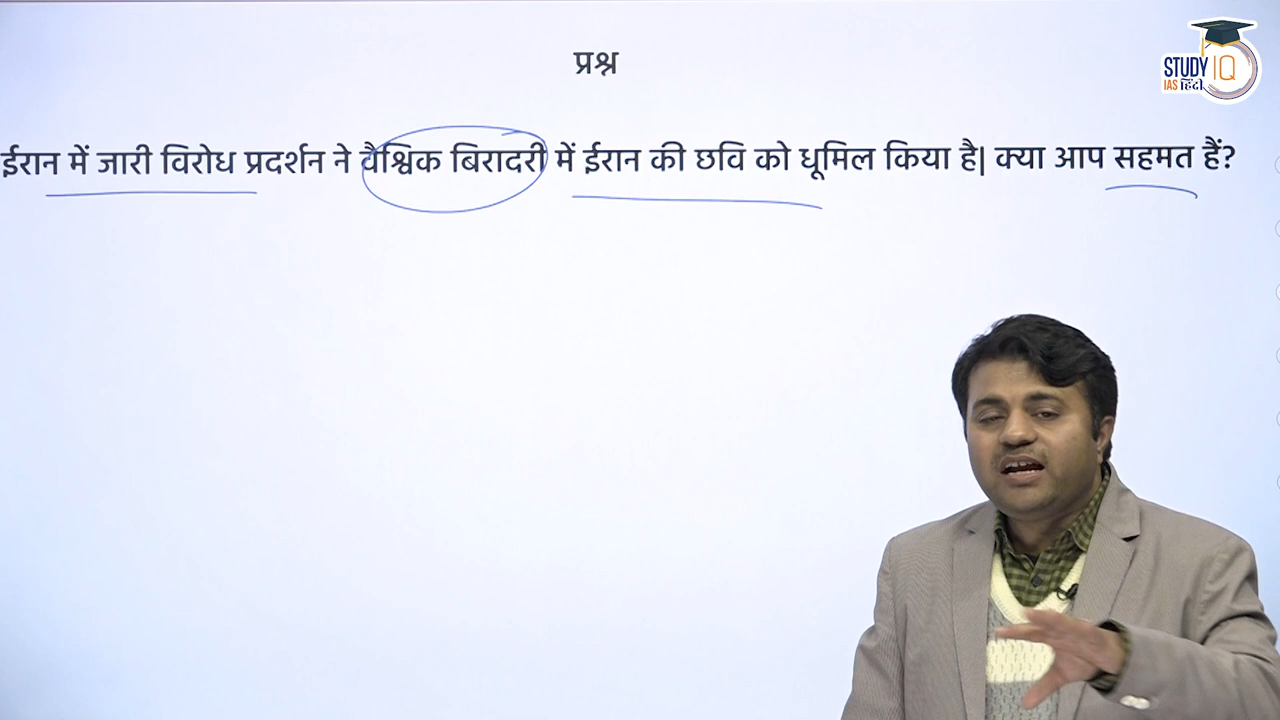 प्रश्न
STUDY IQ
IAS हिंदी
ईरान में जारी विरोध प्रदर्शन ने वैश्विक बिरादरी में ईरान की छवि को धूमिल किया है| क्या आप सहमत हैं?